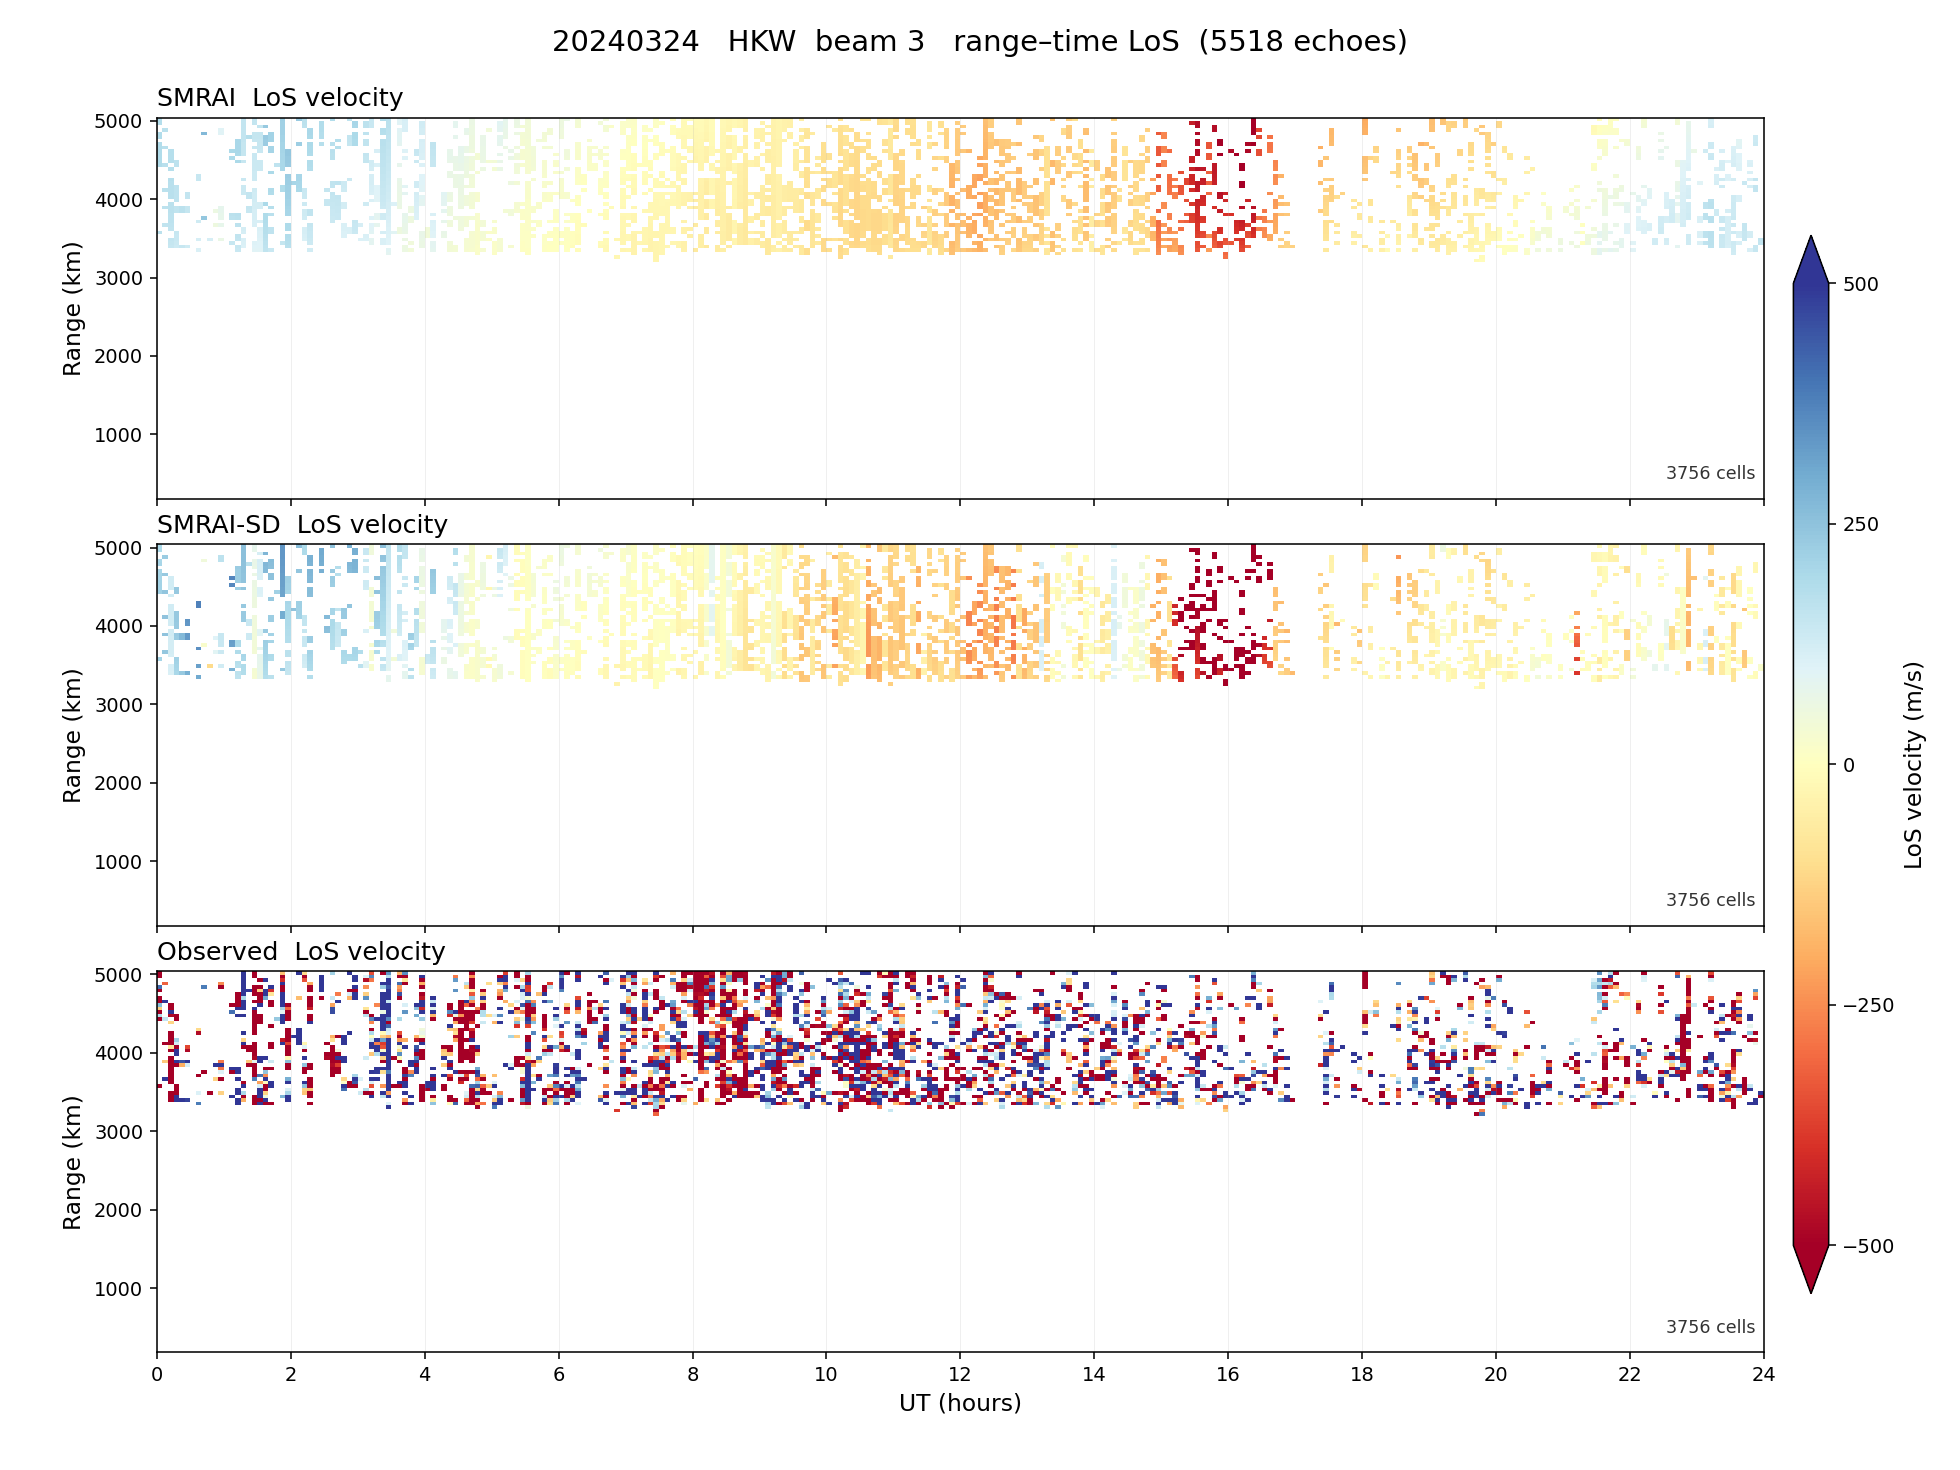 20240324   HKW  beam 3   range–time LoS  (5518 echoes)
SMRAI  LoS velocity
5000
4000
3000
2000
1000
Range (km)
3756 cells
SMRAI-SD  LoS velocity
5000
4000
3000
2000
1000
Range (km)
3756 cells
Observed  LoS velocity
5000
4000
3000
2000
1000
Range (km)
3756 cells
0 2 4 6 8 10 12 14 16 18 20 22 24
UT (hours)
500
250
0
−250
−500
LoS velocity (m/s)